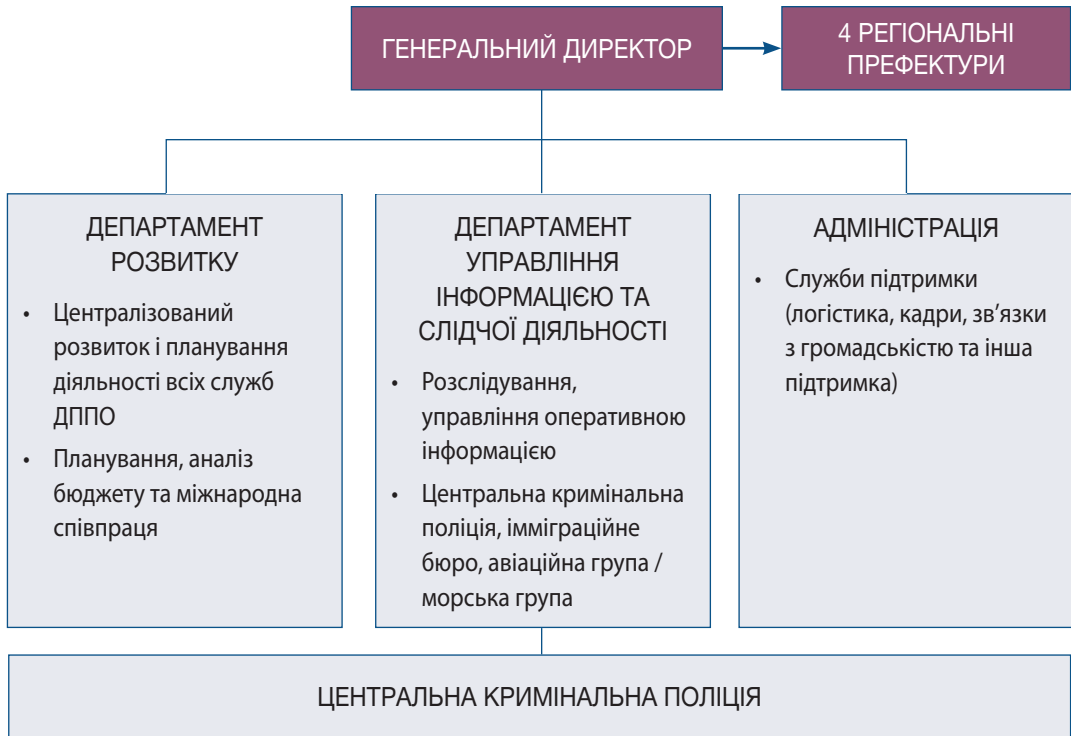 ГЕНЕРАЛЬНИЙ ДИРЕКТОР
4 РЕГІОНАЛЬНІ
ПРЕФЕКТУРИ
ДЕПАРТАМЕНТ
РОЗВИТКУ
• Централізований
розвиток і планування
діяльності всіх служб
ДППО
• Планування, аналіз
бюджету та міжнародна
співпраця
ДЕПАРТАМЕНТ
УПРАВЛІННЯ
ІНФОРМАЦІЄЮ ТА
СЛІДЧОЇ ДІЯЛЬНОСТІ
• Розслідування,
управління оперативною
інформацією
• Центральна кримінальна
поліція, імміграційне
бюро, авіаційна група /
морська група
АДМІНІСТРАЦІЯ
• Служби підтримки
(логістика, кадри, зв’язки
з громадськістю та інша
підтримка)
ЦЕНТРАЛЬНА КРИМІНАЛЬНА ПОЛІЦІЯ